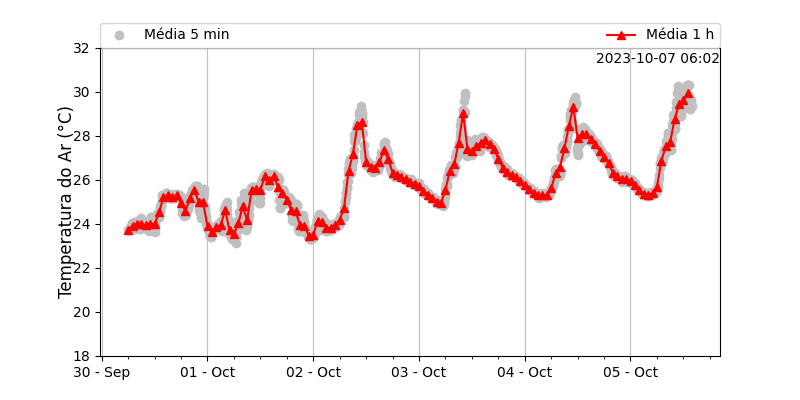 Média 5 min
Média 1 h
2023-10-07 06:02
Temperatura do Ar (°C)
32
30
28
26
24
22
20
18
30 - Sep
01 - Oct
02 - Oct
03 - Oct
04 - Oct
05 - Oct